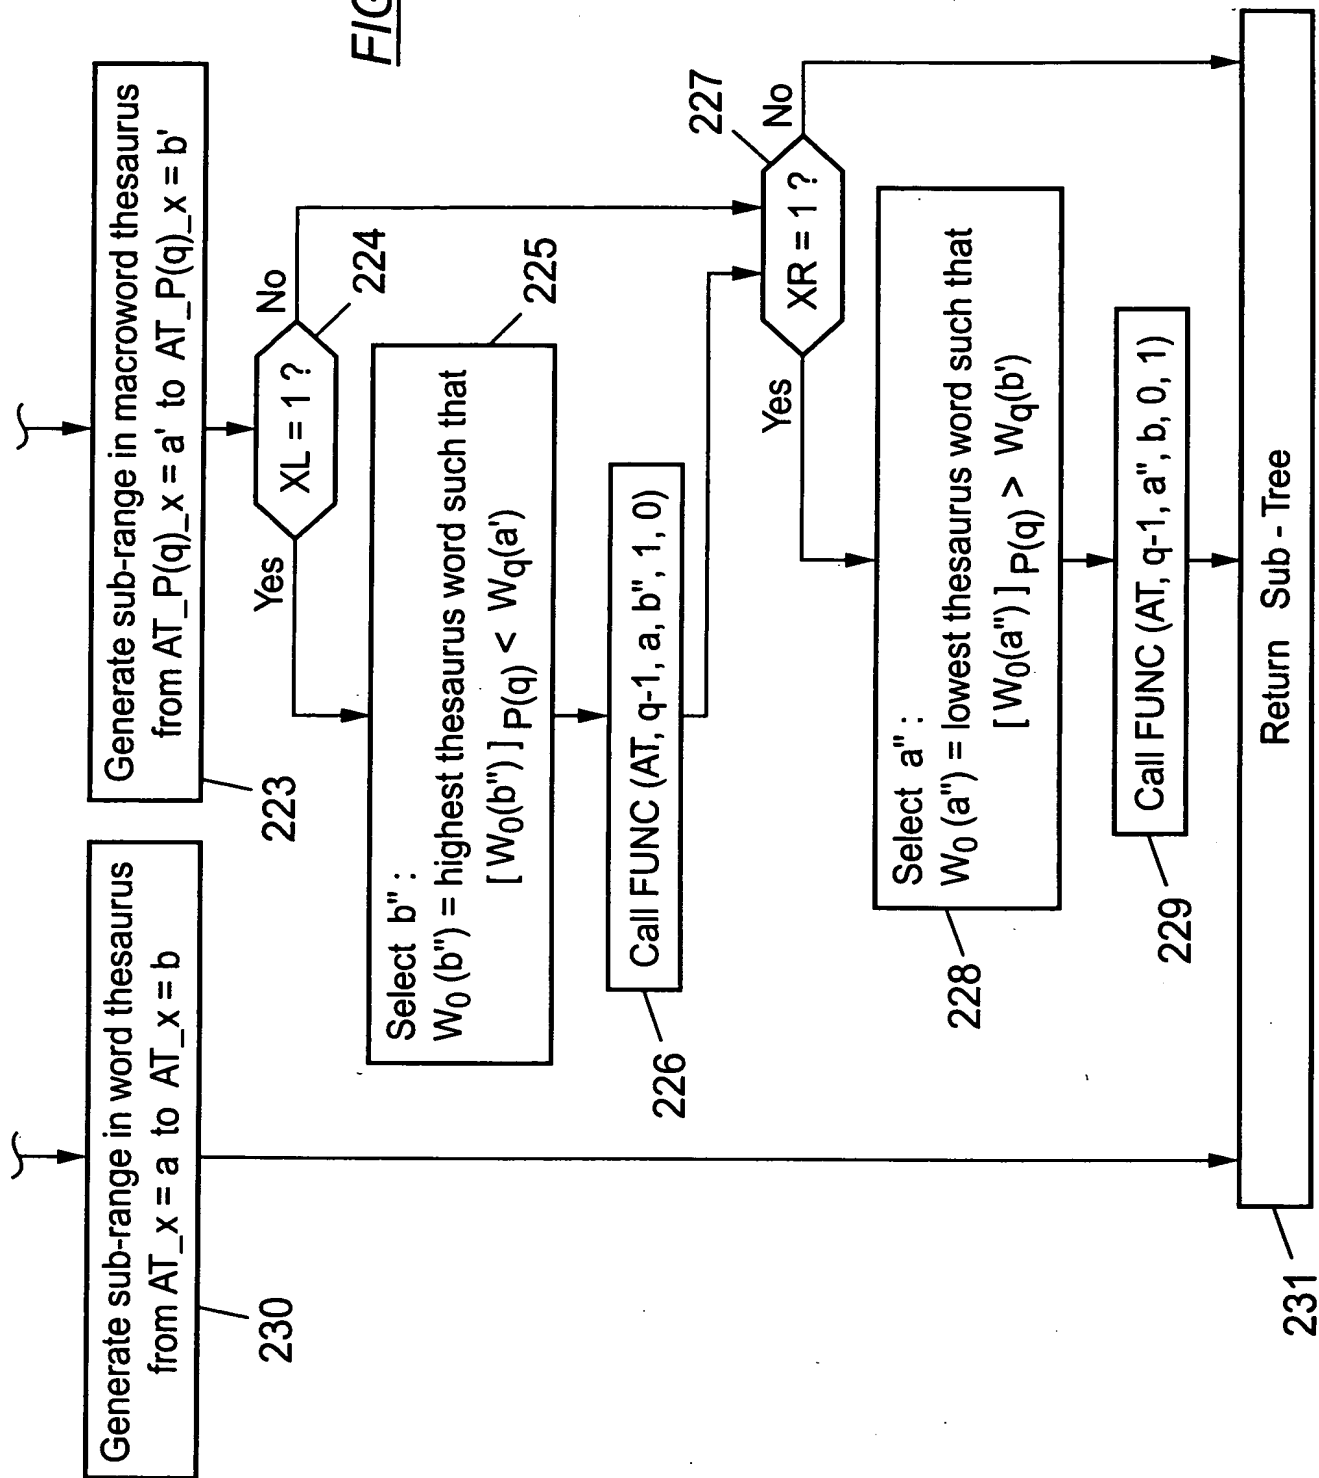 FIG
Generate sub-range in word thesaurus
from AT_x = a to AT_x = b
230
Generate sub-range in macroword thesaurus
from AT_P(q)_x = a' to AT_P(q)_x = b'
223
XL = 1 ?
224
Yes
No
Select b" :
W0 (b") = highest thesaurus word such that
[ W0(b") ] P(q) < Wq(a')
225
Call FUNC (AT, q-1, a, b", 1, 0)
226
XR = 1 ?
227
Yes
No
Select a" :
W0 (a") = lowest thesaurus word such that
[ W0(a") ] P(q) > Wq(b')
228
Call FUNC (AT, q-1, a", b, 0, 1)
229
Return Sub - Tree
231